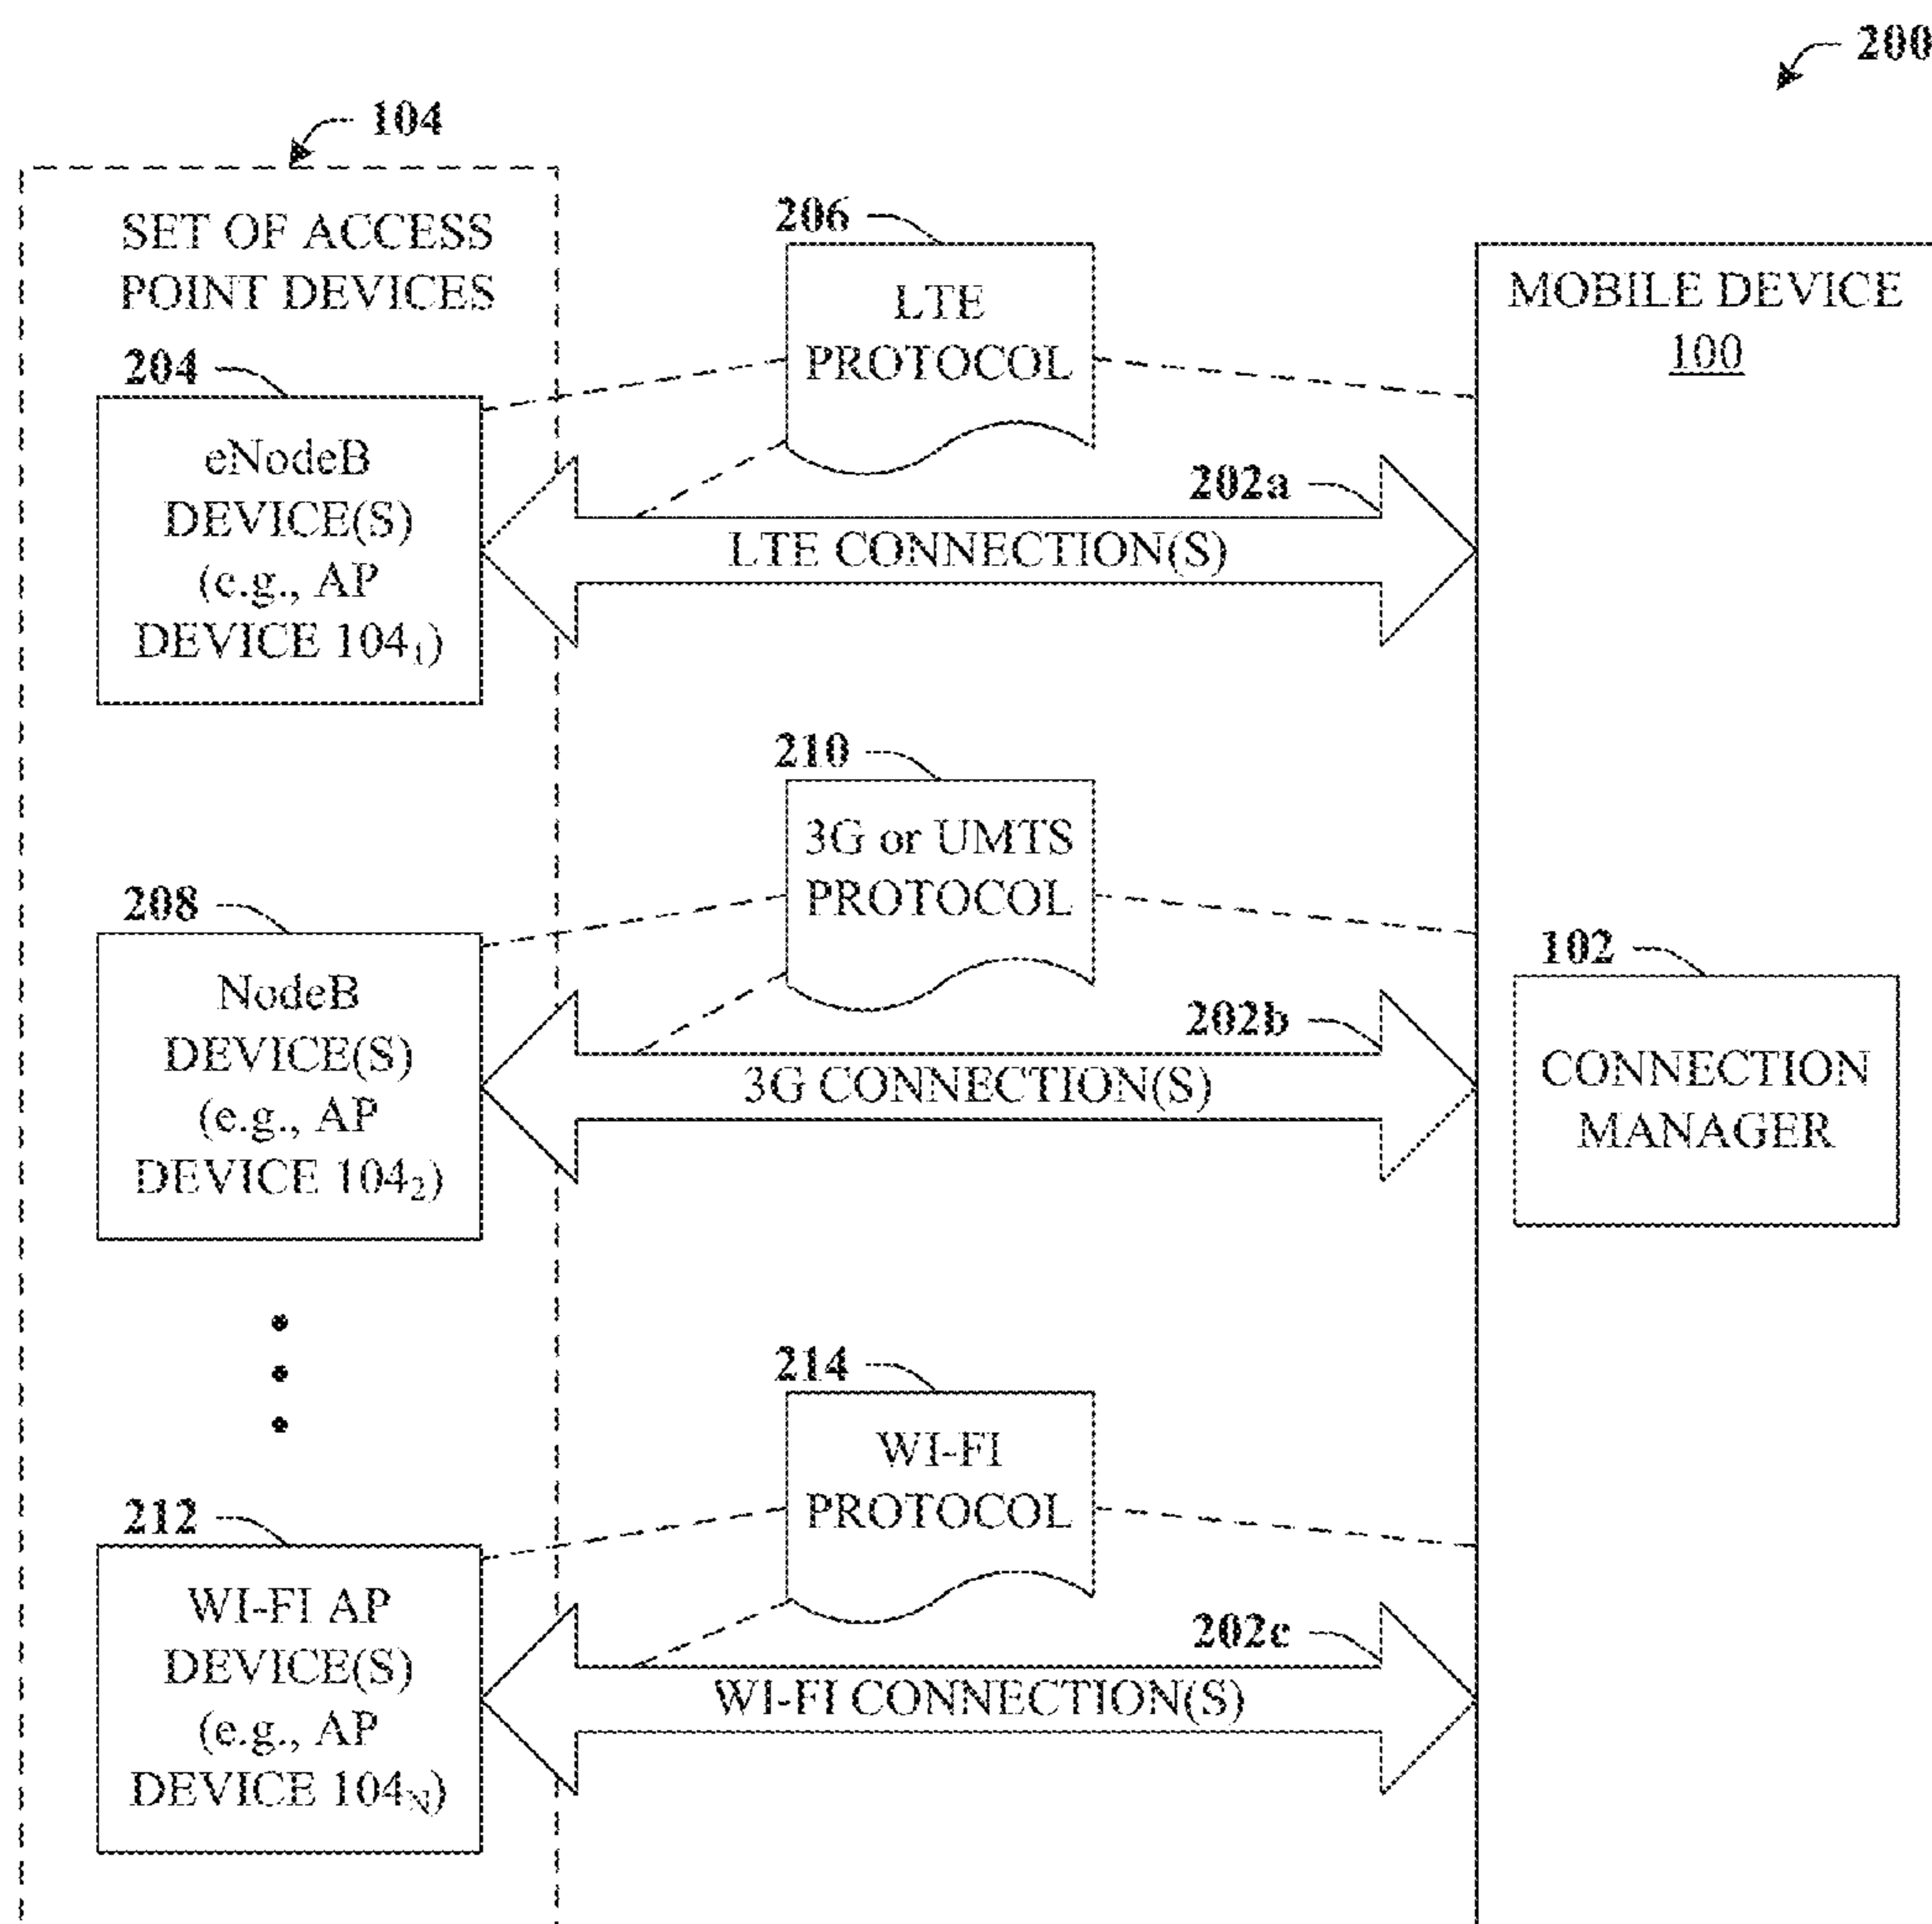 200
104
SET OF ACCESS
POINT DEVICES
206
LTE
PROTOCOL
MOBILE DEVICE
100
204
eNodeB
DEVICE(S)
(e.g., AP
DEVICE 104₁)
202a
LTE CONNECTION(S)
210
3G or UMTS
PROTOCOL
208
NodeB
DEVICE(S)
(e.g., AP
DEVICE 104₂)
202b
3G CONNECTION(S)
102
CONNECTION
MANAGER
214
WI-FI
PROTOCOL
212
WI-FI AP
DEVICE(S)
(e.g., AP
DEVICE 104N)
202c
WI-FI CONNECTION(S)